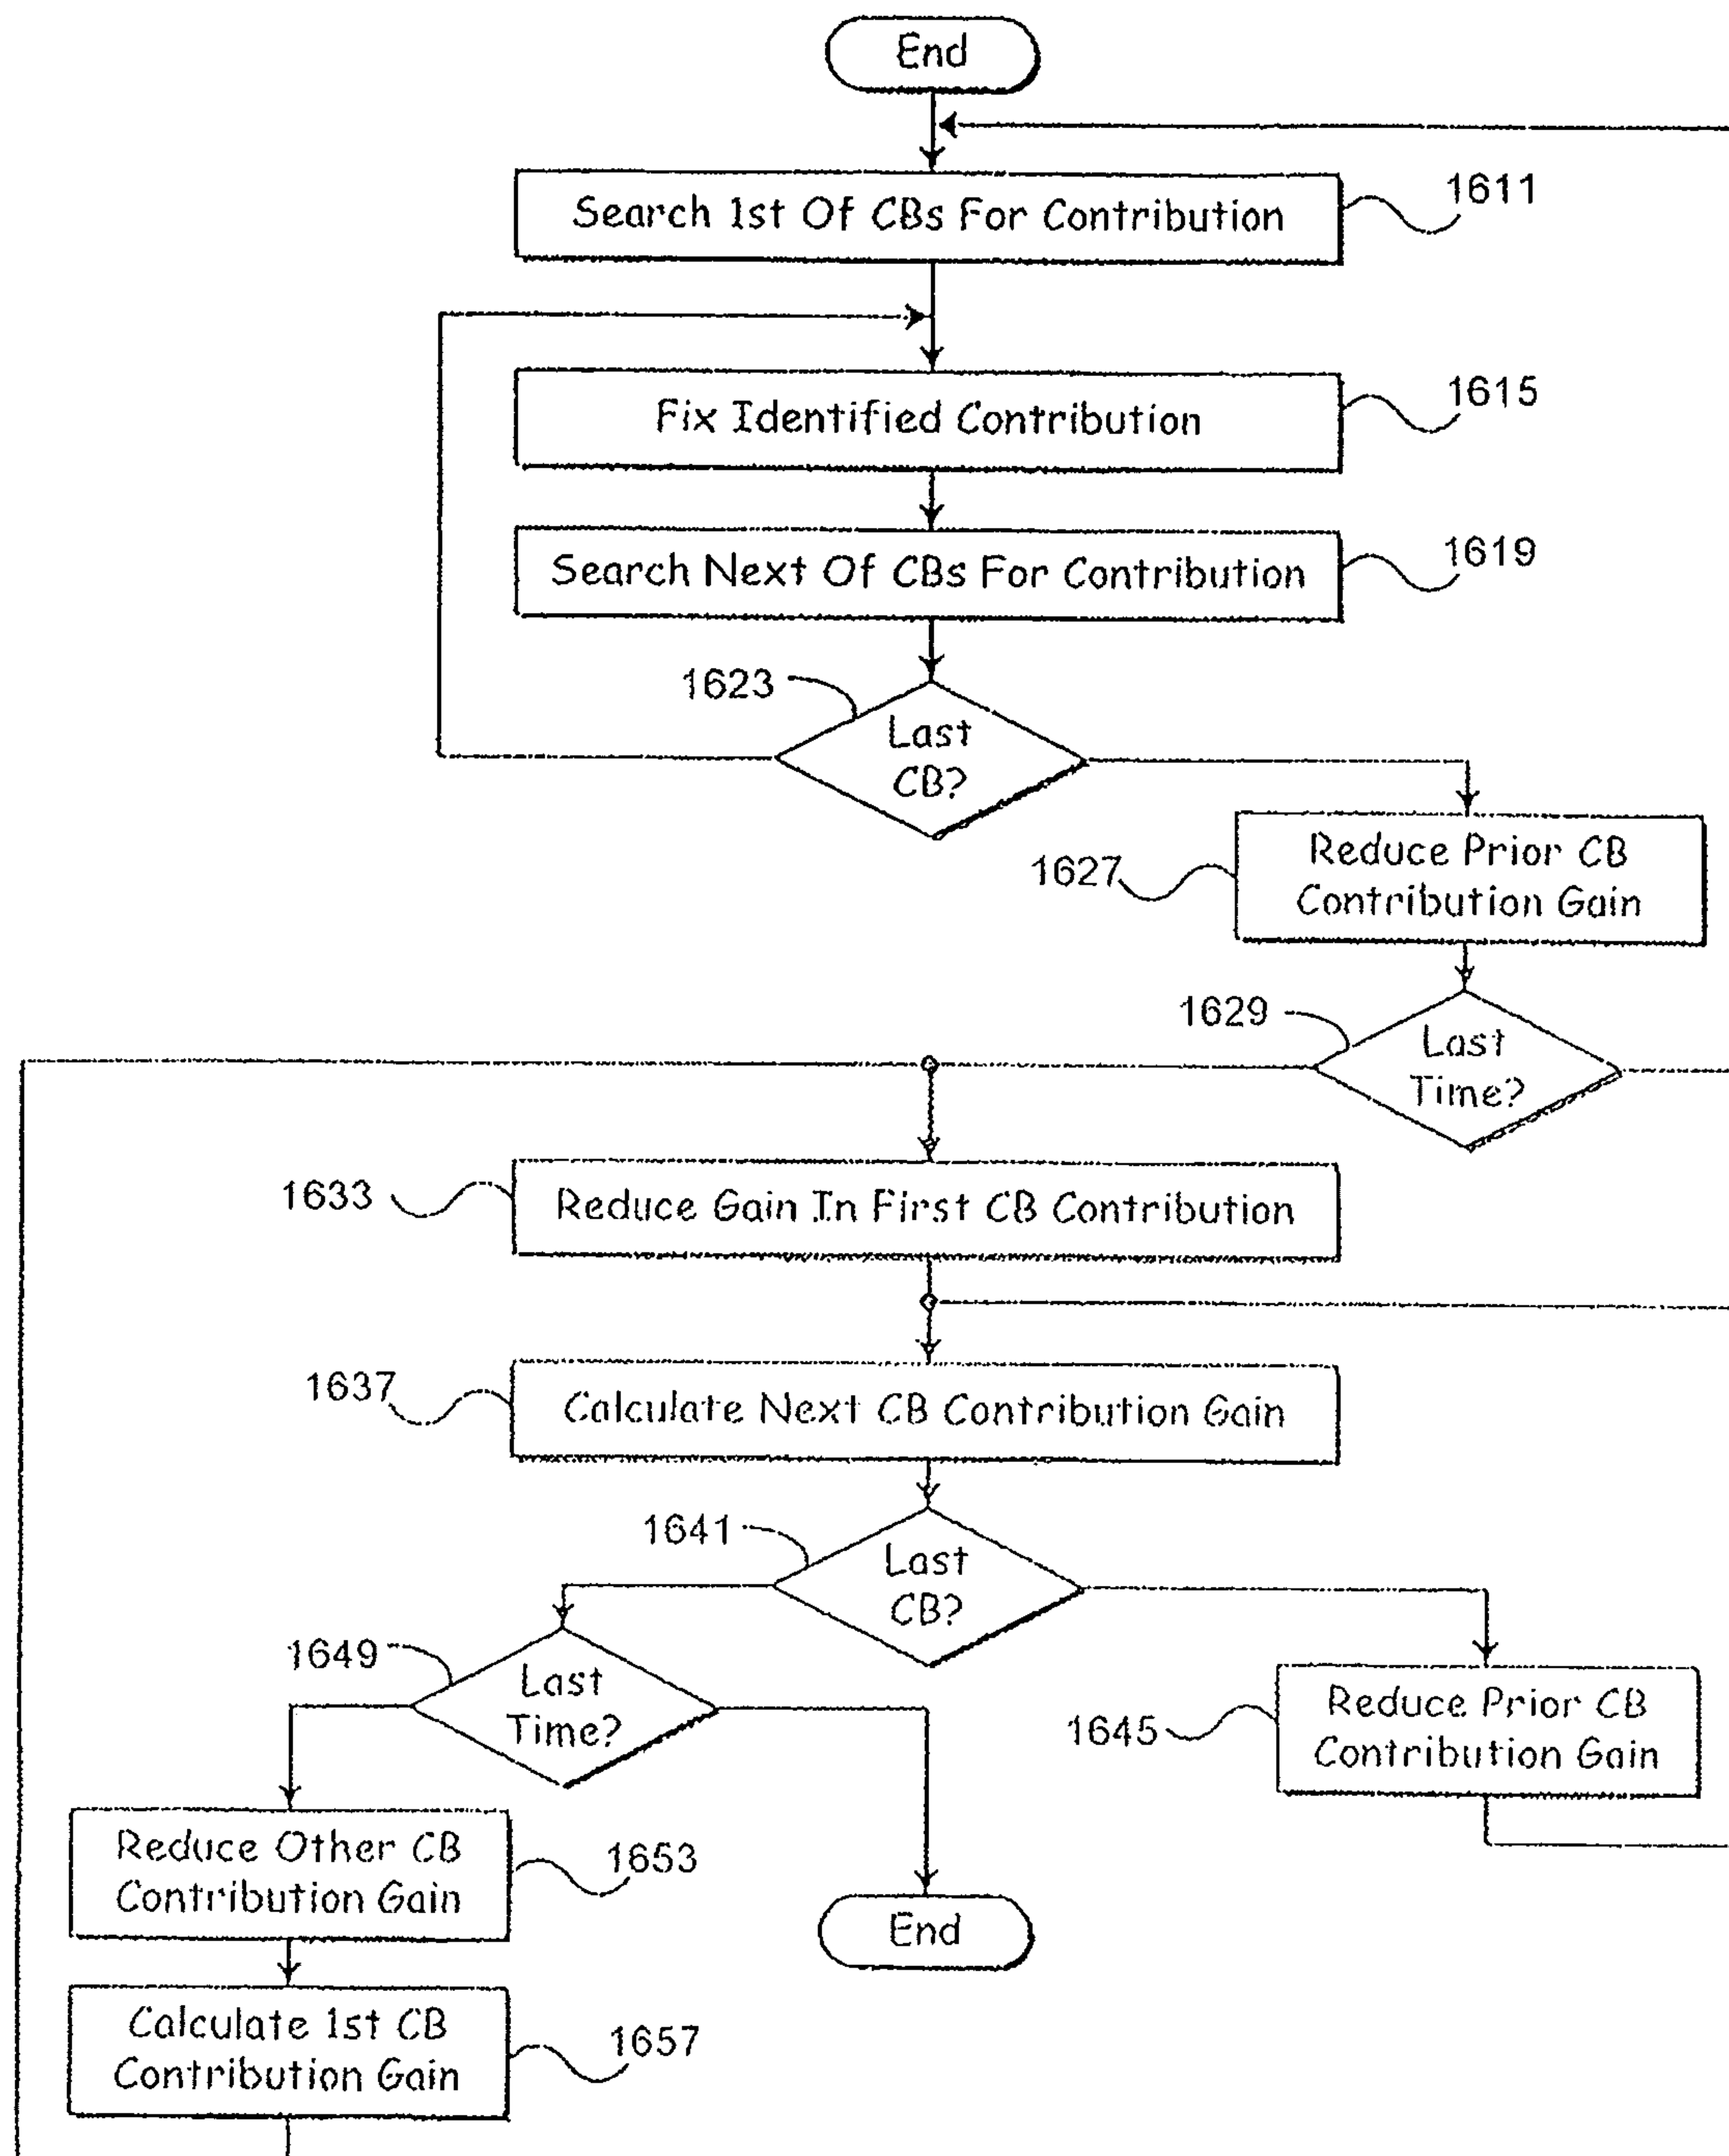 End
Search 1st Of CBs For Contribution
1611
Fix Identified Contribution
1615
Search Next Of CBs For Contribution
1619
1623
Last
CB?
Reduce Prior CB
Contribution Gain
1627
1629
Last
Time?
1633
Reduce Gain In First CB Contribution
1637
Calculate Next CB Contribution Gain
1641
Last
CB?
1649
Last
Time?
1645
Reduce Prior CB
Contribution Gain
Reduce Other CB
Contribution Gain
1653
End
Calculate 1st CB
Contribution Gain
1657